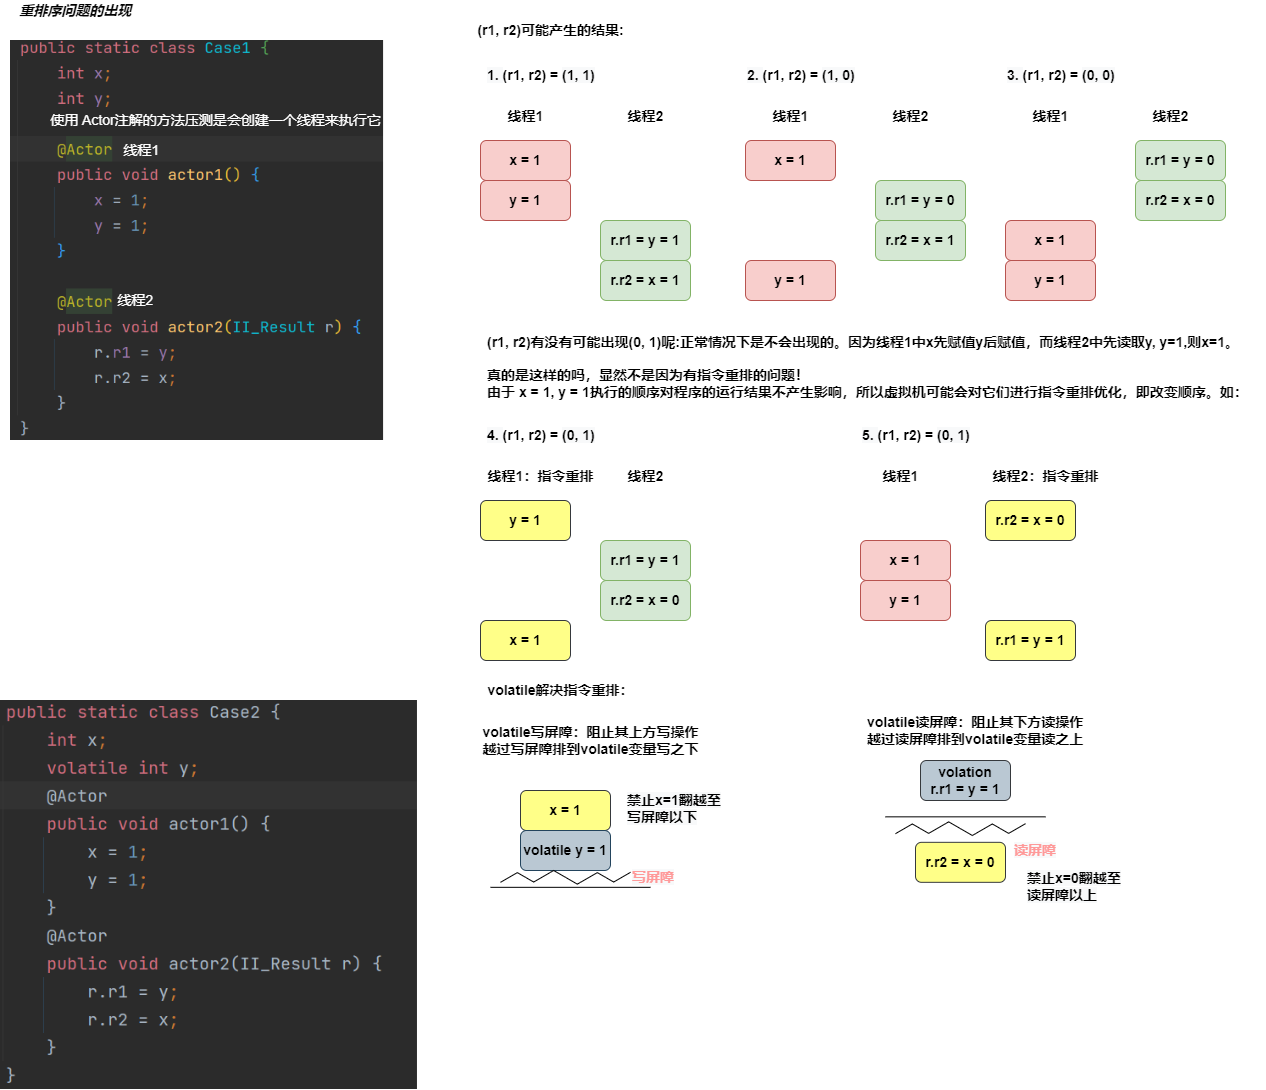 重排序问题的出现
public static class Case1 {
int x;
int y;
使用 Actor注解的方法压测是会创建一个线程来执行它
@Actor 线程1
public void actor1() {
x = 1;
y = 1;
}
@Actor 线程2
public void actor2(II_Result r) {
r.r1 = y;
r.r2 = x;
}
}
(r1, r2)可能产生的结果:
1. (r1, r2) = (1, 1)
线程1 线程2
x = 1
y = 1
r.r1 = y = 1
r.r2 = x = 1
2. (r1, r2) = (1, 0)
线程1 线程2
x = 1
r.r1 = y = 0
r.r2 = x = 1
y = 1
3. (r1, r2) = (0, 0)
线程1 线程2
r.r1 = y = 0
r.r2 = x = 0
x = 1
y = 1
(r1, r2)有没有可能出现(0, 1)呢:正常情况下是不会出现的。因为线程1中x先赋值y后赋值，而线程2中先读取y, y=1,则x=1。
真的是这样的吗，显然不是因为有指令重排的问题！
由于 x = 1, y = 1执行的顺序对程序的运行结果不产生影响，所以虚拟机可能会对它们进行指令重排优化，即改变顺序。如：
4. (r1, r2) = (0, 1)
线程1：指令重排 线程2
y = 1
r.r1 = y = 1
r.r2 = x = 0
x = 1
5. (r1, r2) = (0, 1)
线程1 线程2：指令重排
r.r2 = x = 0
x = 1
y = 1
r.r1 = y = 1
volatile解决指令重排：
volatile写屏障：阻止其上方写操作
越过写屏障排到volatile变量写之下
x = 1
volatile y = 1
禁止x=1翻越至
写屏障以下
写屏障
volatile读屏障：阻止其下方读操作
越过读屏障排到volatile变量读之上
volation
r.r1 = y = 1
读屏障
r.r2 = x = 0
禁止x=0翻越至
读屏障以上
public static class Case2 {
int x;
volatile int y;
@Actor
public void actor1() {
x = 1;
y = 1;
}
@Actor
public void actor2(II_Result r) {
r.r1 = y;
r.r2 = x;
}
}